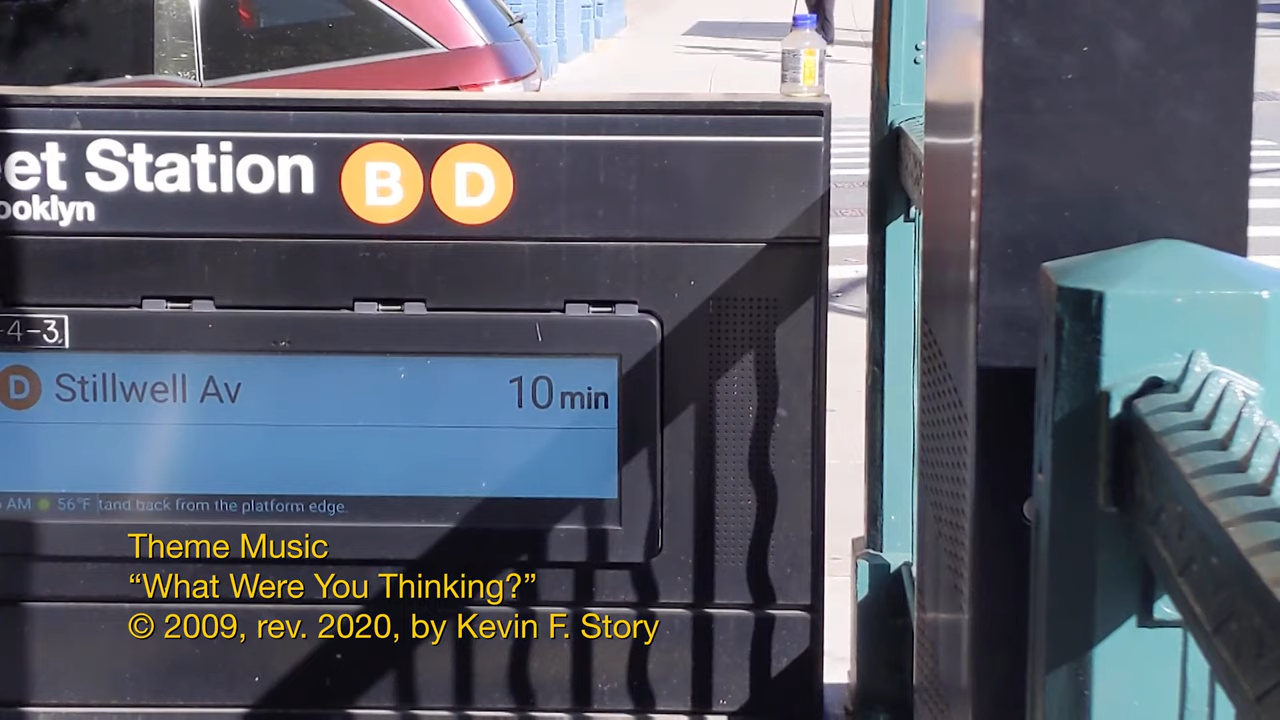 et Station B D
ooklyn
-4-3
D Stillwell Av 10 min
AM 56°F tand back from the platform edge.
Theme Music
“What Were You Thinking?”
© 2009, rev. 2020, by Kevin F. Story